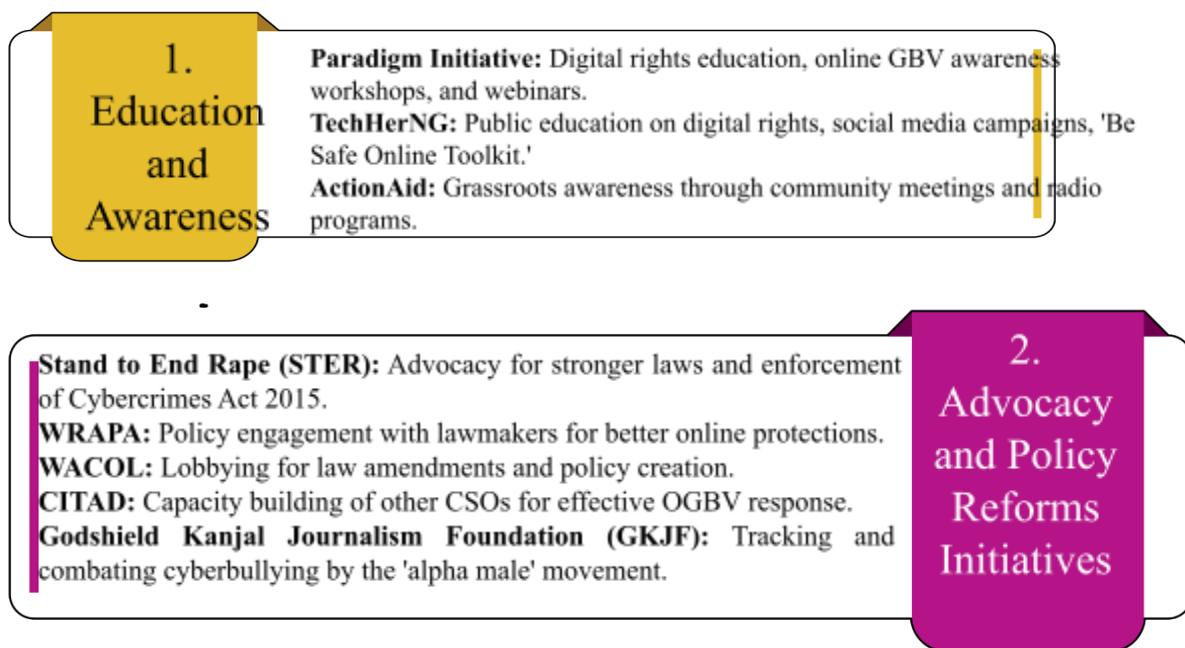 1.
Education
and
Awareness
Paradigm Initiative: Digital rights education, online GBV awareness
workshops, and webinars.
TechHerNG: Public education on digital rights, social media campaigns, 'Be
Safe Online Toolkit.'
ActionAid: Grassroots awareness through community meetings and radio
programs.
Stand to End Rape (STER): Advocacy for stronger laws and enforcement
of Cybercrimes Act 2015.
WRAPA: Policy engagement with lawmakers for better online protections.
WACOL: Lobbying for law amendments and policy creation.
CITAD: Capacity building of other CSOs for effective OGBV response.
Godshield Kanjal Journalism Foundation (GKJF): Tracking and
combating cyberbullying by the 'alpha male' movement.
2.
Advocacy
and Policy
Reforms
Initiatives